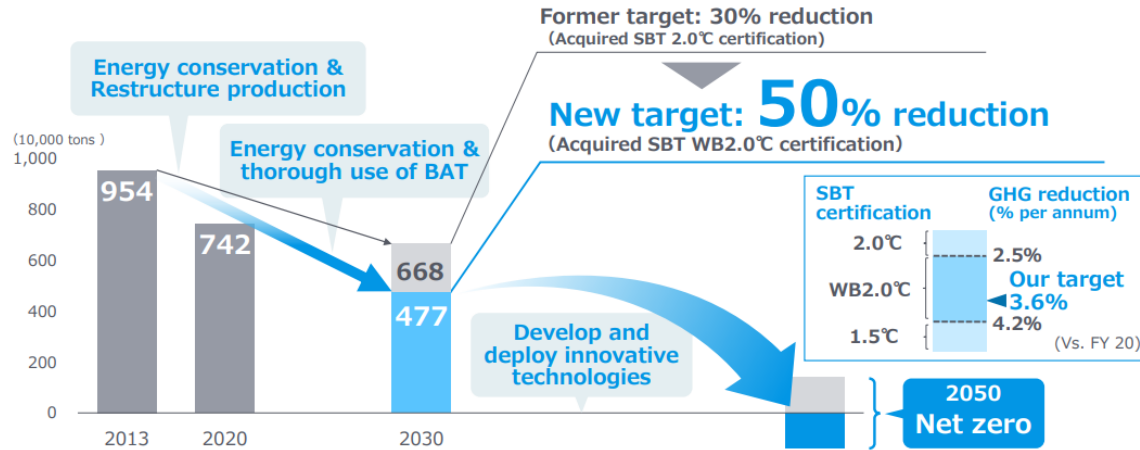 Former target: 30% reduction
(Acquired SBT 2.0℃ certification)
Energy conservation &
Restructure production
New target: 50% reduction
(Acquired SBT WB2.0℃ certification)
(10,000 tons )
Energy conservation &
thorough use of BAT
1,000
800
600
400
200
0
954
742
668
477
SBT
certification
GHG reduction
(% per annum)
2.0℃
2.5%
WB2.0℃
Our target
3.6%
4.2%
1.5℃
(Vs. FY 20)
Develop and
deploy innovative
technologies
2050
Net zero
2013
2020
2030